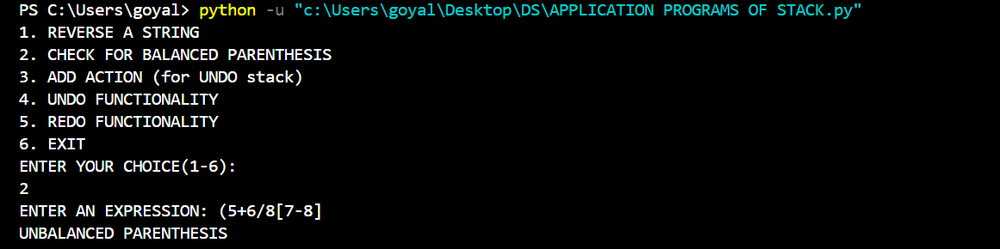 PS C:\Users\goyal> python -u "c:\Users\goyal\Desktop\DS\APPLICATION PROGRAMS OF STACK.py"
1. REVERSE A STRING
2. CHECK FOR BALANCED PARENTHESIS
3. ADD ACTION (for UNDO stack)
4. UNDO FUNCTIONALITY
5. REDO FUNCTIONALITY
6. EXIT
ENTER YOUR CHOICE(1-6):
2
ENTER AN EXPRESSION: (5+6/8[7-8]
UNBALANCED PARENTHESIS